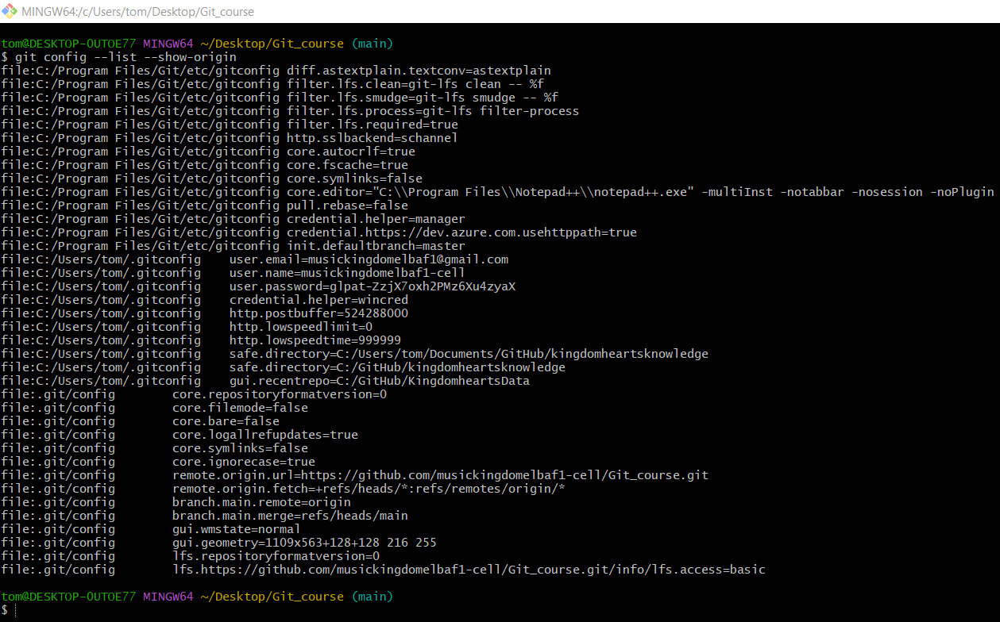 MINGW64:/c/Users/tom/Desktop/Git_course
tom@DESKTOP-OUTOE77 MINGW64 ~/Desktop/Git_course (main)
$ git config --list --show-origin
file:C:/Program Files/Git/etc/gitconfig diff.astextplain.textconv=astextplain
file:C:/Program Files/Git/etc/gitconfig filter.lfs.clean=git-lfs clean -- %f
file:C:/Program Files/Git/etc/gitconfig filter.lfs.smudge=git-lfs smudge -- %f
file:C:/Program Files/Git/etc/gitconfig filter.lfs.process=git-lfs filter-process
file:C:/Program Files/Git/etc/gitconfig filter.lfs.required=true
file:C:/Program Files/Git/etc/gitconfig http.sslbackend=schannel
file:C:/Program Files/Git/etc/gitconfig core.autocrlf=true
file:C:/Program Files/Git/etc/gitconfig core.fscache=true
file:C:/Program Files/Git/etc/gitconfig core.symlinks=false
file:C:/Program Files/Git/etc/gitconfig core.editor="C:\\Program Files\\Notepad++\\notepad++.exe" -multiInst -notabbar -nosession -noPlugin
file:C:/Program Files/Git/etc/gitconfig pull.rebase=false
file:C:/Program Files/Git/etc/gitconfig credential.helper=manager
file:C:/Program Files/Git/etc/gitconfig credential.https://dev.azure.com.usehttppath=true
file:C:/Program Files/Git/etc/gitconfig init.defaultbranch=master
file:C:/Users/tom/.gitconfig    user.email=musickingdomelbaf1@gmail.com
file:C:/Users/tom/.gitconfig    user.name=musickingdomelbaf1-cell
file:C:/Users/tom/.gitconfig    user.password=glpat-ZzjX7oxh2PMz6Xu4zyaX
file:C:/Users/tom/.gitconfig    credential.helper=wincred
file:C:/Users/tom/.gitconfig    http.postbuffer=524288000
file:C:/Users/tom/.gitconfig    http.lowspeedlimit=0
file:C:/Users/tom/.gitconfig    http.lowspeedtime=999999
file:C:/Users/tom/.gitconfig    safe.directory=C:/Users/tom/Documents/GitHub/kingdomheartsknowledge
file:C:/Users/tom/.gitconfig    safe.directory=C:/GitHub/kingdomheartsknowledge
file:C:/Users/tom/.gitconfig    gui.recentrepo=C:/GitHub/KingdomheartsData
file:.git/config        core.repositoryformatversion=0
file:.git/config        core.filemode=false
file:.git/config        core.bare=false
file:.git/config        core.logallrefupdates=true
file:.git/config        core.symlinks=false
file:.git/config        core.ignorecase=true
file:.git/config        remote.origin.url=https://github.com/musickingdomelbaf1-cell/Git_course.git
file:.git/config        remote.origin.fetch=+refs/heads/*:refs/remotes/origin/*
file:.git/config        branch.main.remote=origin
file:.git/config        branch.main.merge=refs/heads/main
file:.git/config        gui.wmstate=normal
file:.git/config        gui.geometry=1109x563+128+128 216 255
file:.git/config        lfs.repositoryformatversion=0
file:.git/config        lfs.https://github.com/musickingdomelbaf1-cell/Git_course.git/info/lfs.access=basic
tom@DESKTOP-OUTOE77 MINGW64 ~/Desktop/Git_course (main)
$